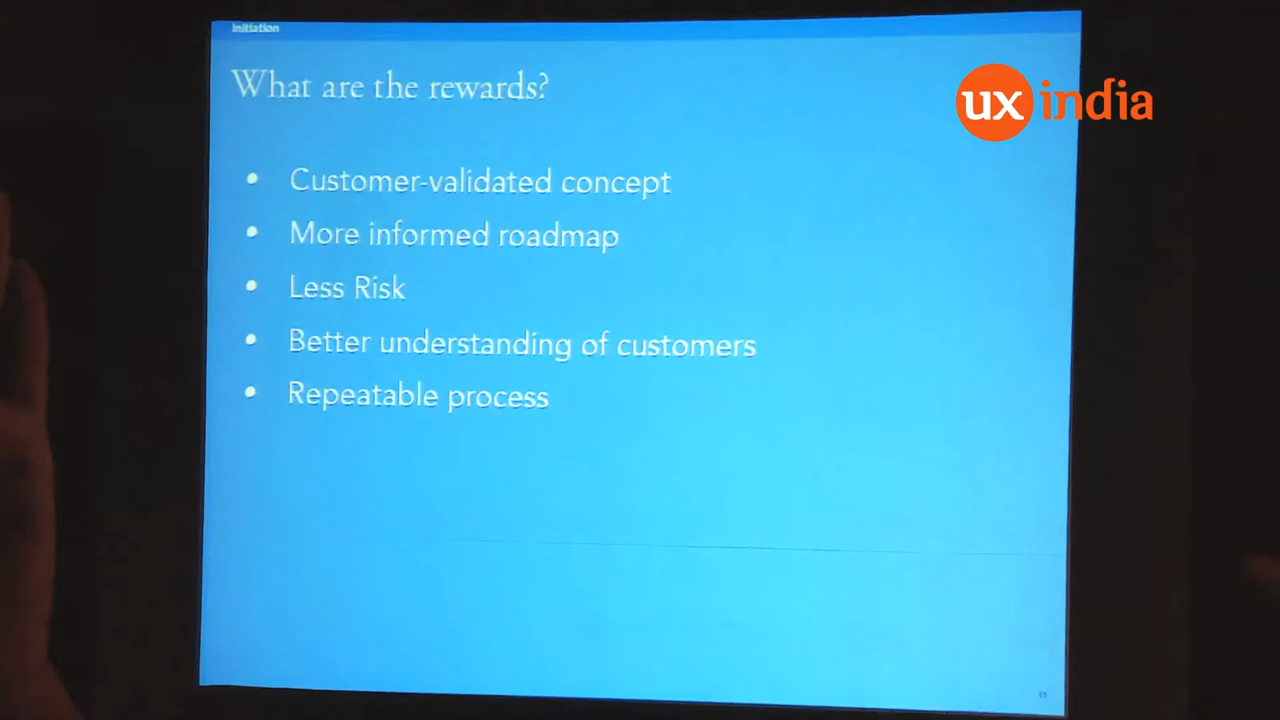 Initiation
What are the rewards?
ux india
• Customer-validated concept
• More informed roadmap
• Less Risk
• Better understanding of customers
• Repeatable process
11